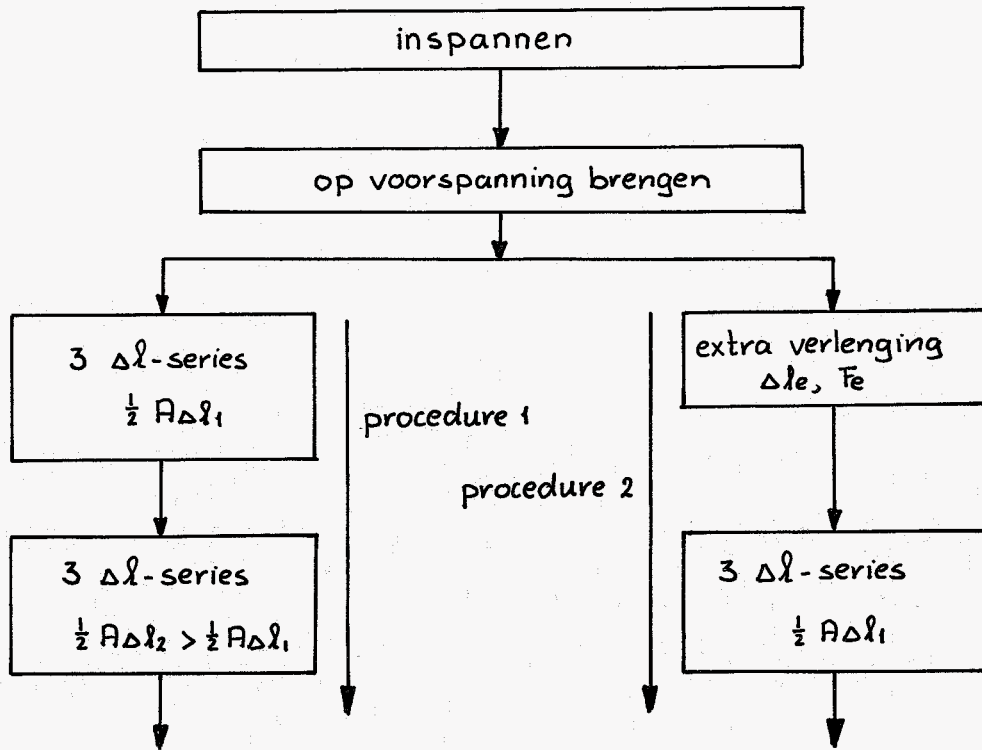 inspannen
op voorspanning brengen
3 Δl-series
½ AΔl₁
procedure 1
3 Δl-series
½ AΔl₂ > ½ AΔl₁
extra verlenging
Δle, Fe
procedure 2
3 Δl-series
½ AΔl₁